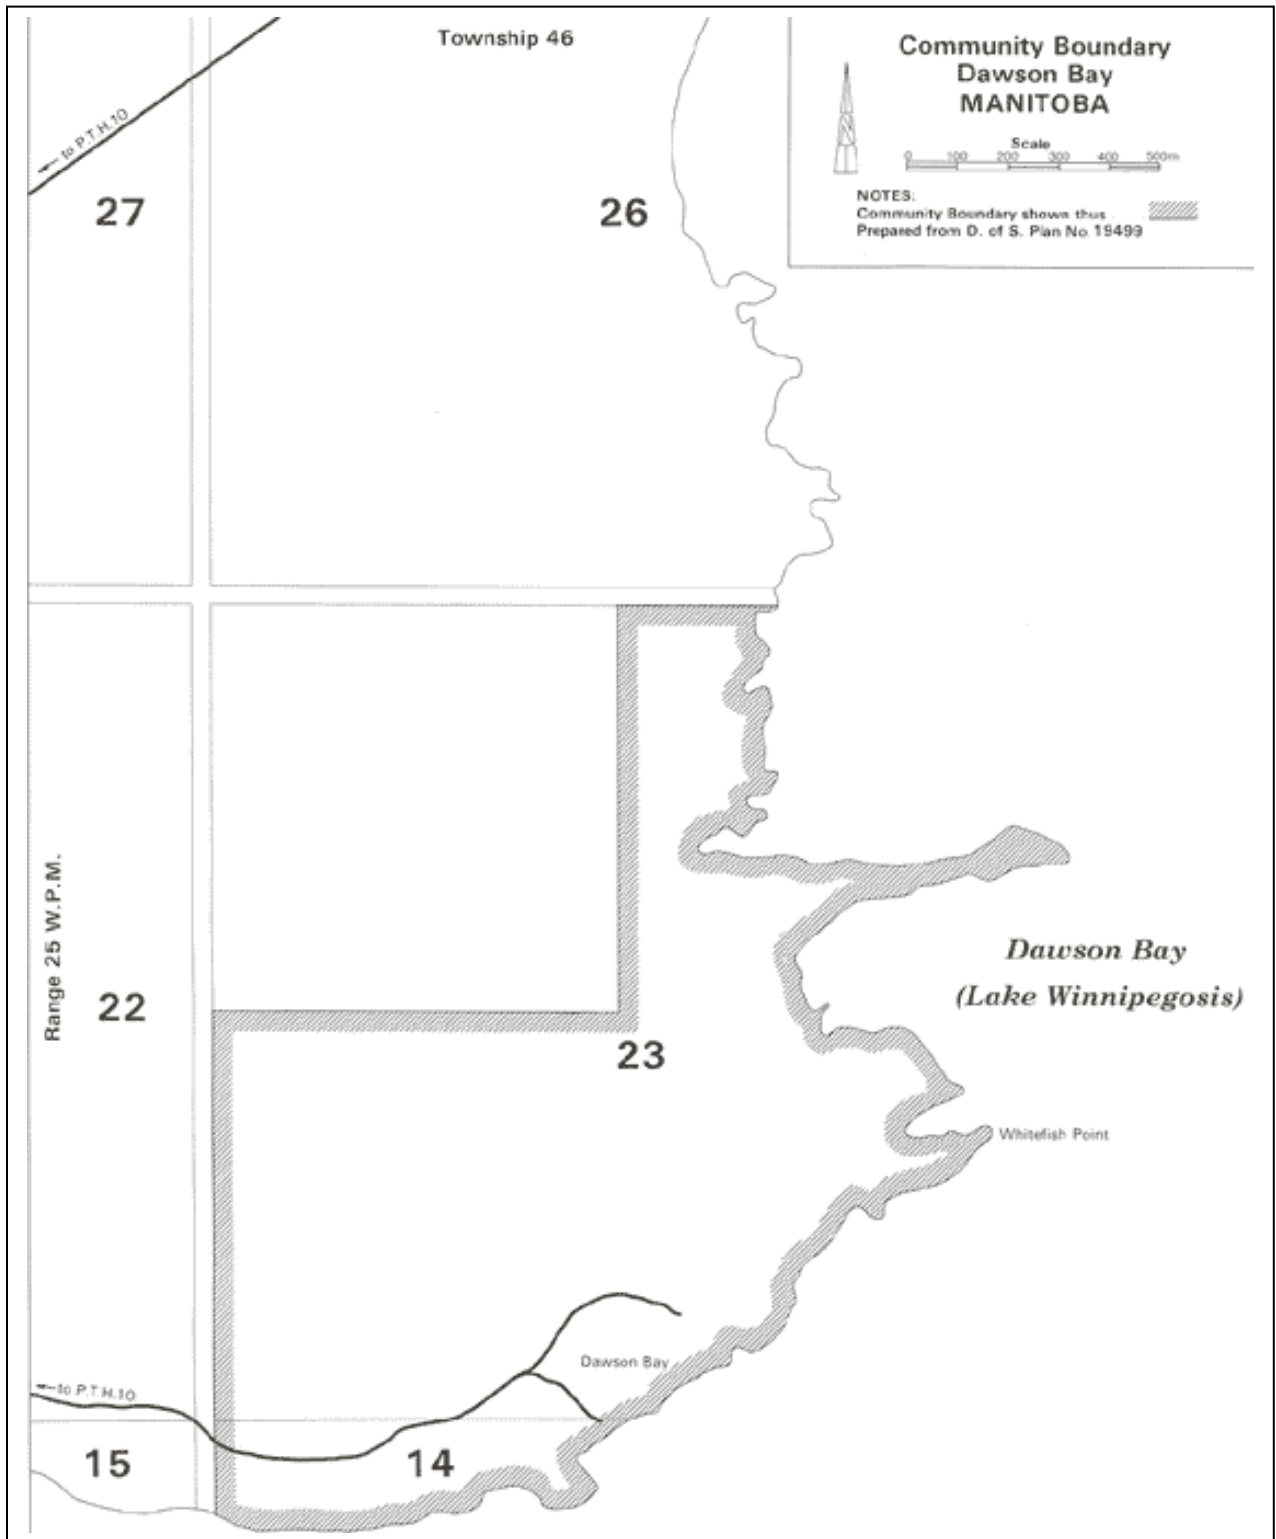 Township 46
Community Boundary
Dawson Bay
MANITOBA
N
Scale
0 100 200 300 400 500m
NOTES:
Community Boundary shown thus
Prepared from D. of S. Plan No. 19499
to P.T.H.10
27
26
Range 25 W.P.M.
22
23
Dawson Bay
(Lake Winnipegosis)
Whitefish Point
Dawson Bay
to P.T.H.10
15
14